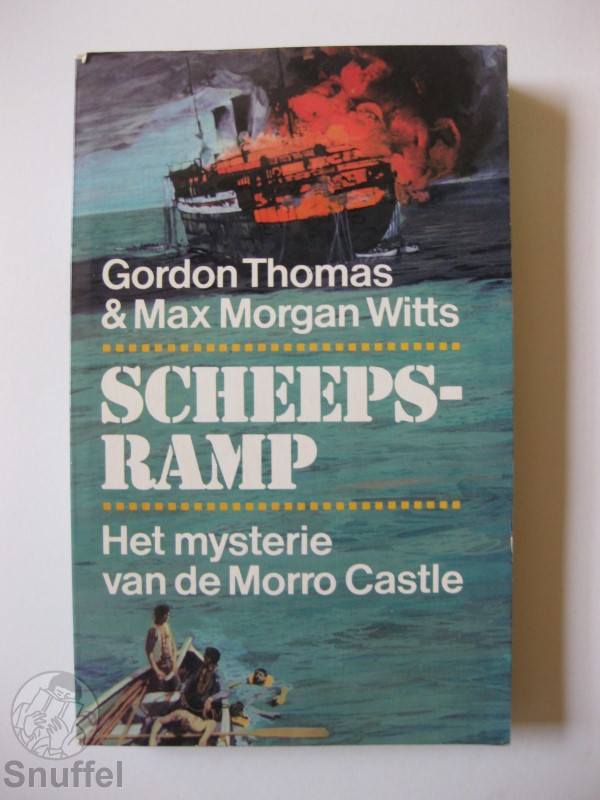 Gordon Thomas
& Max Morgan Witts
SCHEEPS-
RAMP
Het mysterie
van de Morro Castle
Snuffel